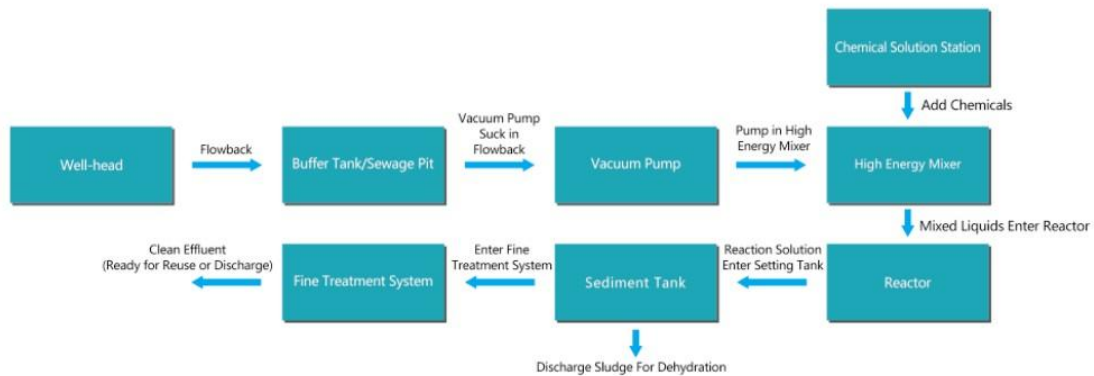 Chemical Solution Station
Add Chemicals
Well-head
Flowback
Buffer Tank/Sewage Pit
Vacuum Pump
Suck in
Flowback
Vacuum Pump
Pump in High
Energy Mixer
High Energy Mixer
Mixed Liquids Enter Reactor
Clean Effluent
(Ready for Reuse or Discharge)
Fine Treatment System
Enter Fine
Treatment System
Sediment Tank
Reaction Solution
Enter Setting Tank
Reactor
Discharge Sludge For Dehydration